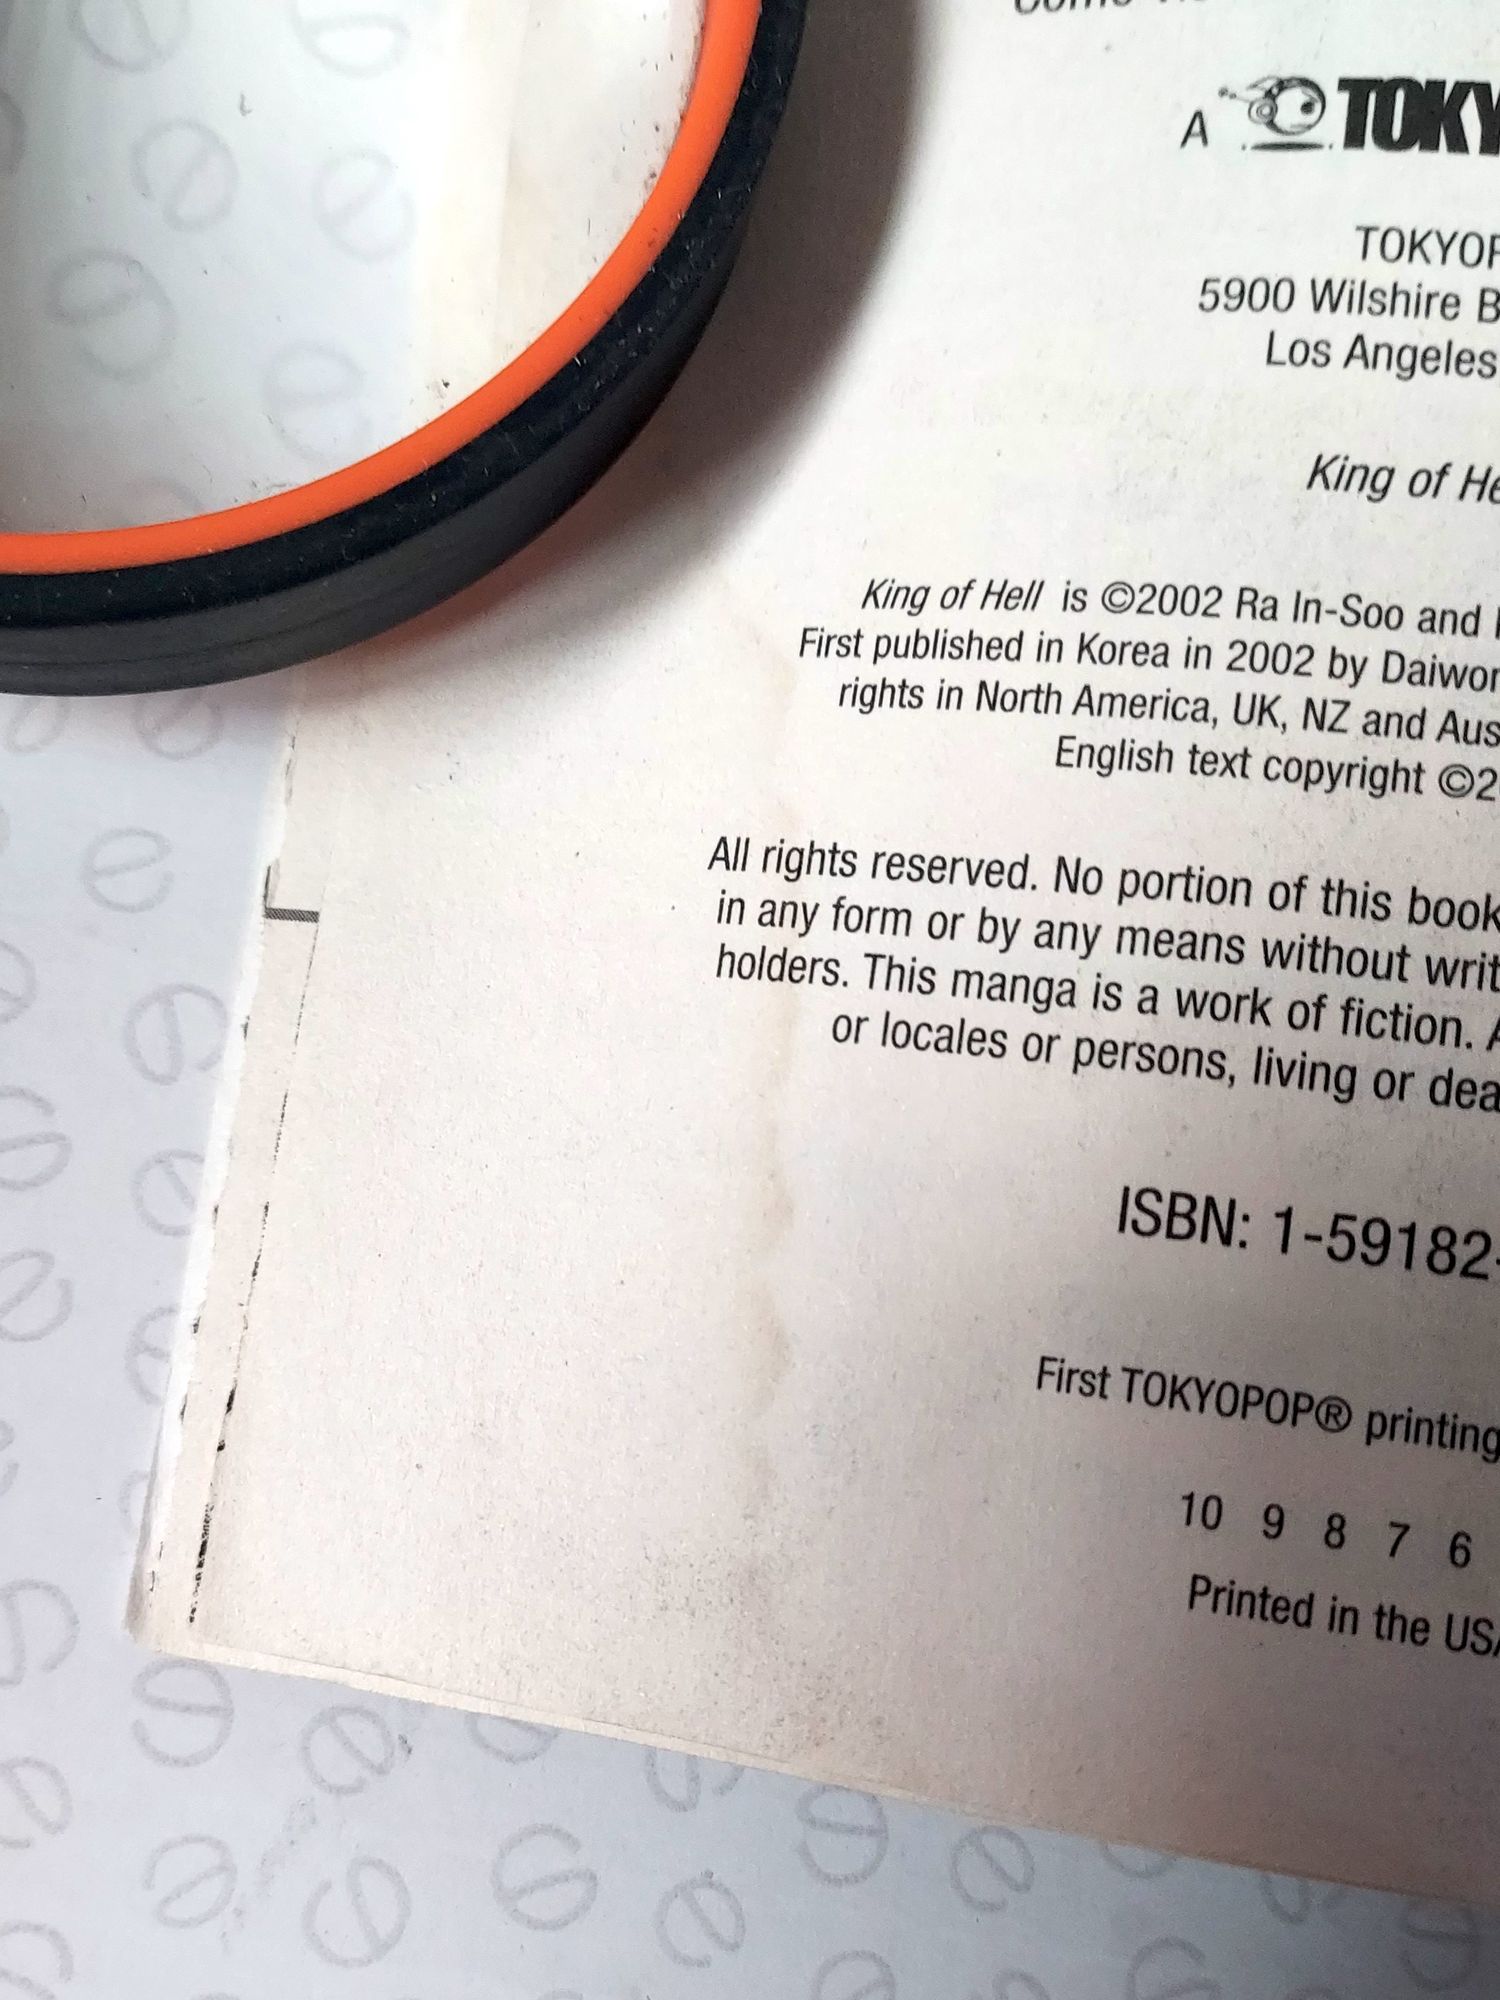 A TOKY
TOKYOP
5900 Wilshire B
Los Angeles
King of He
King of Hell is ©2002 Ra In-Soo and
First published in Korea in 2002 by Daiwon
rights in North America, UK, NZ and Aus
English text copyright ©2
All rights reserved. No portion of this book
in any form or by any means without writ
holders. This manga is a work of fiction. A
or locales or persons, living or dea
ISBN: 1-59182-
First TOKYOPOP® printing
10 9 8 7 6
Printed in the USA